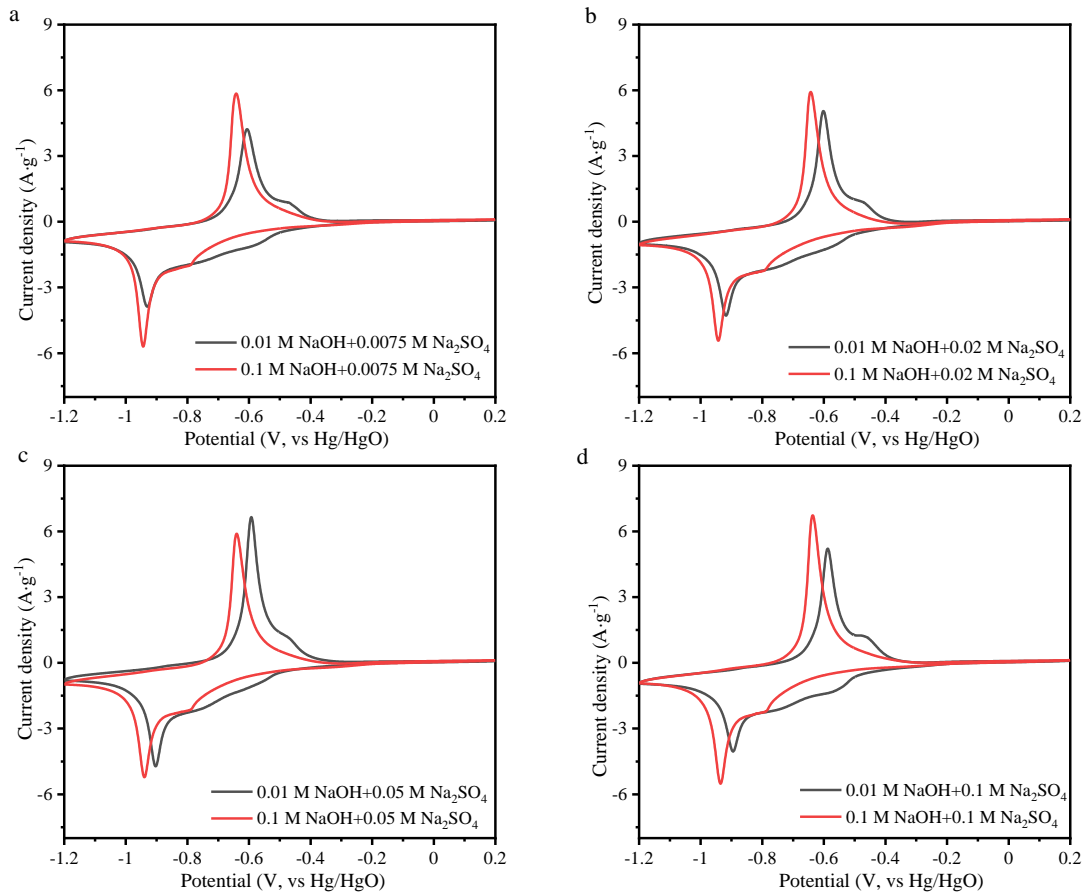 a
9
6
3
0
-3
-6
Current density (A·g⁻¹)
0.01 M NaOH+0.0075 M Na₂SO₄
0.1 M NaOH+0.0075 M Na₂SO₄
-1.2 -1 -0.8 -0.6 -0.4 -0.2 0 0.2
Potential (V, vs Hg/HgO)
b
9
6
3
0
-3
-6
Current density (A·g⁻¹)
0.01 M NaOH+0.02 M Na₂SO₄
0.1 M NaOH+0.02 M Na₂SO₄
-1.2 -1 -0.8 -0.6 -0.4 -0.2 0 0.2
Potential (V, vs Hg/HgO)
c
9
6
3
0
-3
-6
Current density (A·g⁻¹)
0.01 M NaOH+0.05 M Na₂SO₄
0.1 M NaOH+0.05 M Na₂SO₄
-1.2 -1 -0.8 -0.6 -0.4 -0.2 0 0.2
Potential (V, vs Hg/HgO)
d
9
6
3
0
-3
-6
Current density (A·g⁻¹)
0.01 M NaOH+0.1 M Na₂SO₄
0.1 M NaOH+0.1 M Na₂SO₄
-1.2 -1 -0.8 -0.6 -0.4 -0.2 0 0.2
Potential (V, vs Hg/HgO)